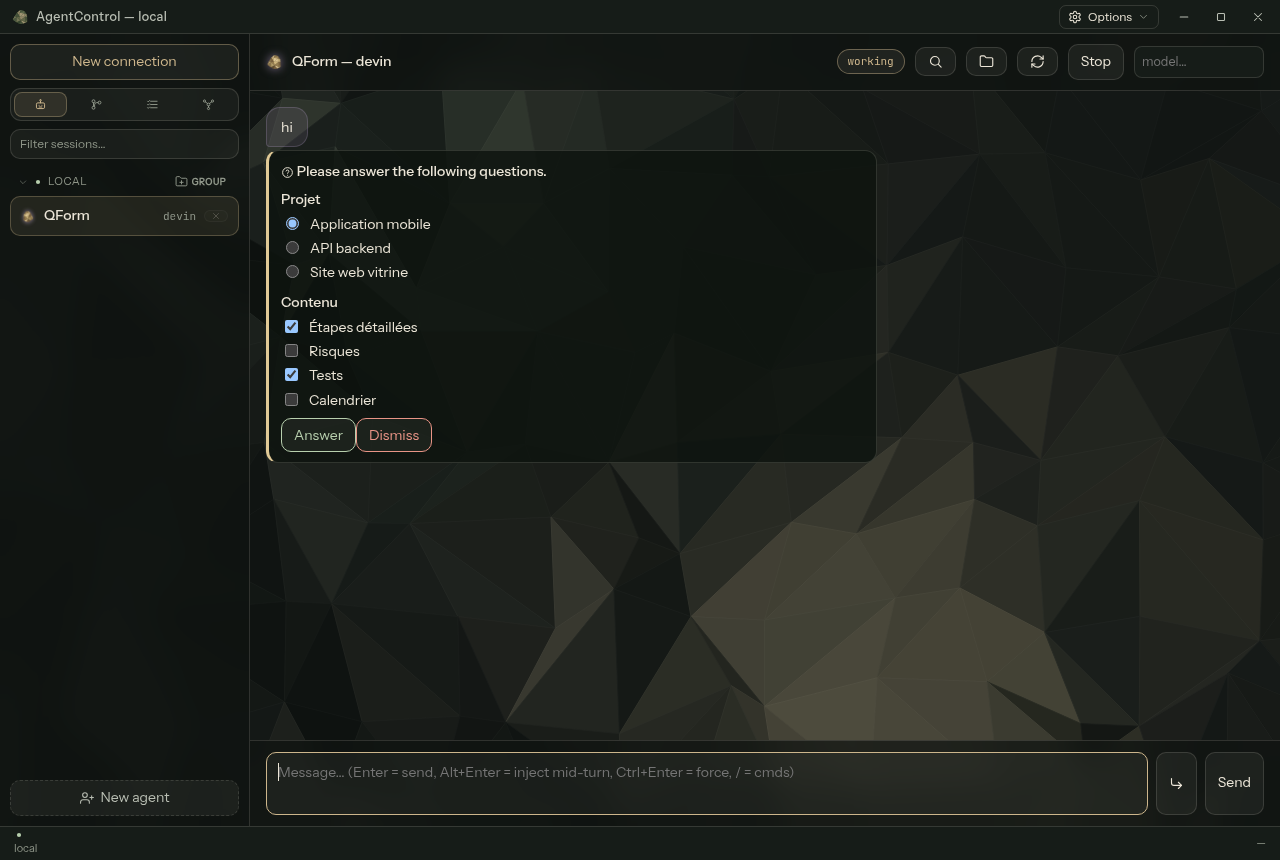 AgentControl — local
Options
New connection
QForm — devin
working
Stop
model...
Filter sessions...
hi
LOCAL
GROUP
QForm
devin
Please answer the following questions.
Projet
Application mobile
API backend
Site web vitrine
Contenu
Étapes détaillées
Risques
Tests
Calendrier
Answer
Dismiss
Message... (Enter = send, Alt+Enter = inject mid-turn, Ctrl+Enter = force, / = cmds)
Send
New agent
local